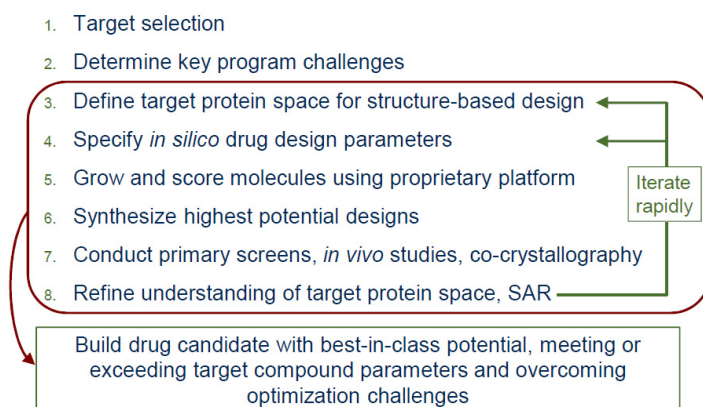 1. Target selection
2. Determine key program challenges
3. Define target protein space for structure-based design
4. Specify in silico drug design parameters
5. Grow and score molecules using proprietary platform
6. Synthesize highest potential designs
7. Conduct primary screens, in vivo studies, co-crystallography
8. Refine understanding of target protein space, SAR
Iterate
rapidly
Build drug candidate with best-in-class potential, meeting or
exceeding target compound parameters and overcoming
optimization challenges